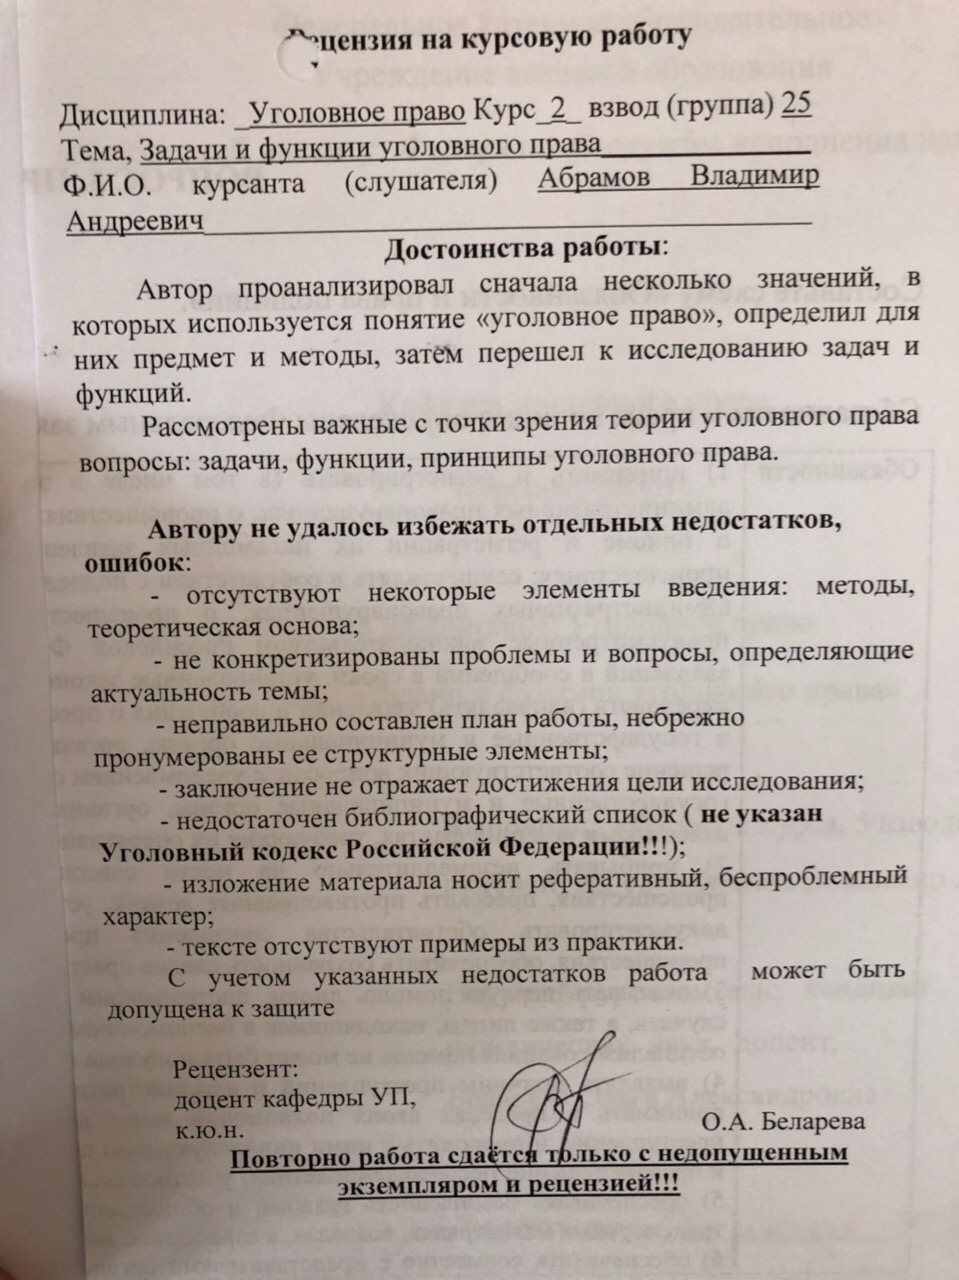 Рецензия на курсовую работу
Дисциплина: _Уголовное право Курс_2_ взвод (группа) 25
Тема, Задачи и функции уголовного права
Ф.И.О. курсанта (слушателя) Абрамов Владимир
Андреевич
Достоинства работы:
Автор проанализировал сначала несколько значений, в
которых используется понятие «уголовное право», определил для
них предмет и методы, затем перешел к исследованию задач и
функций.
Рассмотрены важные с точки зрения теории уголовного права
вопросы: задачи, функции, принципы уголовного права.
Автору не удалось избежать отдельных недостатков,
ошибок:
- отсутствуют некоторые элементы введения: методы,
теоретическая основа;
- не конкретизированы проблемы и вопросы, определяющие
актуальность темы;
- неправильно составлен план работы, небрежно
пронумерованы ее структурные элементы;
- заключение не отражает достижения цели исследования;
- недостаточен библиографический список ( не указан
Уголовный кодекс Российской Федерации!!!);
- изложение материала носит реферативный, беспроблемный
характер;
- тексте отсутствуют примеры из практики.
С учетом указанных недостатков работа может быть
допущена к защите
Рецензент:
доцент кафедры УП,
к.ю.н. О.А. Беларева
Повторно работа сдаётся только с недопущенным
экземпляром и рецензией!!!